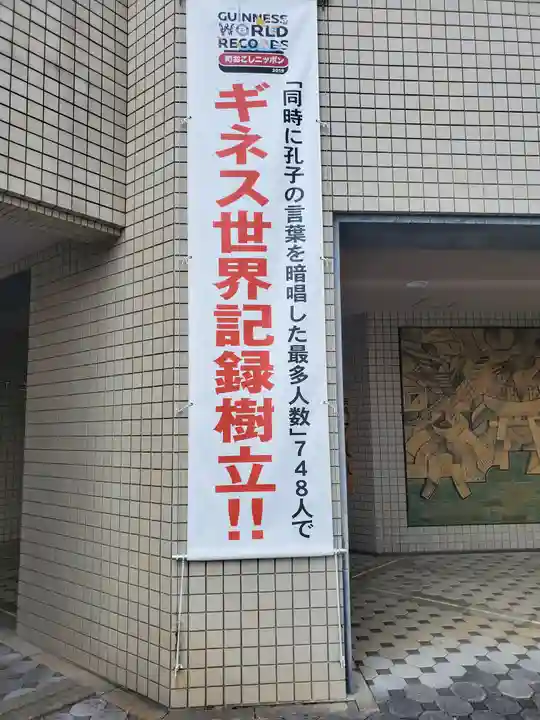 GUINNESS
WORLD
RECORDS
町おこしニッポン
「同時に孔子の言葉を暗唱した最多人数」748人で
ギネス世界記録樹立!!